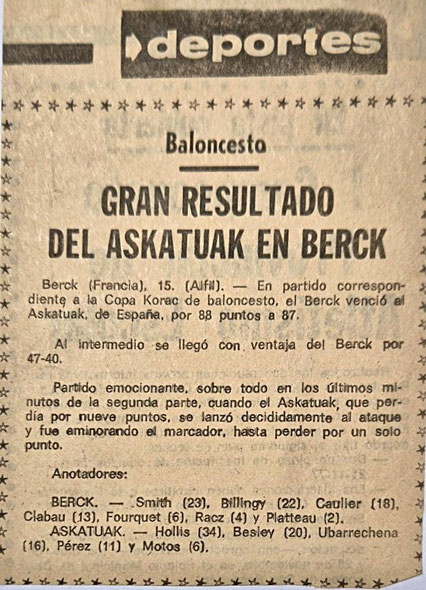 deportes
Baloncesto
GRAN RESULTADO
DEL ASKATUAK EN BERCK
Berck (Francia), 15. (Alfil). — En partido correspon-
diente a la Copa Korac de baloncesto, el Berck venció al
Askatuak, de España, por 88 puntos a 87.
Al intermedio se llegó con ventaja del Berck por
47-40.
Partido emocionante, sobre todo en los últimos mi-
nutos de la segunda parte, cuando el Askatuak, que per-
día por nueve puntos, se lanzó decididamente al ataque
y fue aminorando el marcador, hasta perder por un solo
punto.
Anotadores:
BERCK. — Smith (23), Billingy (22), Caulier (18),
Clabau (13), Fourquet (6), Racz (4) y Platteau (2).
ASKATUAK. — Hollis (34), Besley (20), Ubarrechena
(16), Pérez (11) y Motos (6).